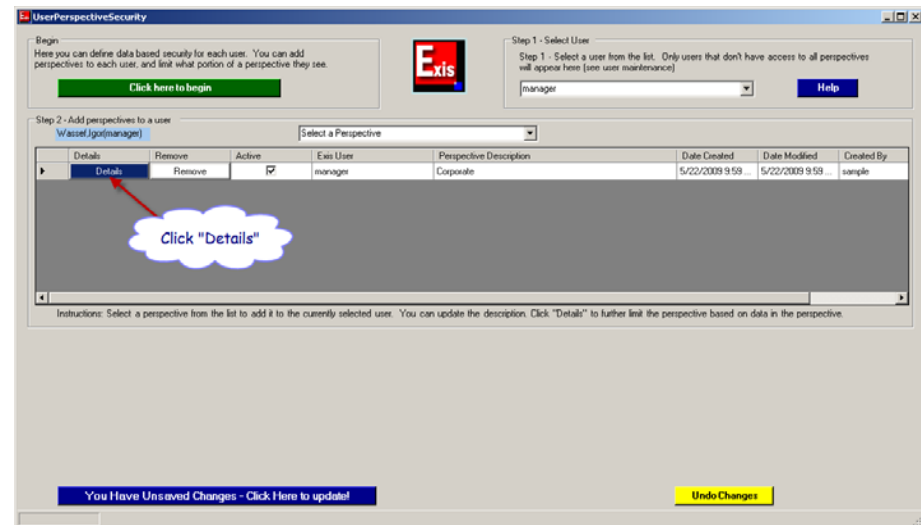 UserPerspectiveSecurity
Begin
Here you can define data based security for each user. You can add
perspectives to each user, and limit what portion of a perspective they see.
Click here to begin
Exis
Step 1 - Select User
Step 1 - Select a user from the list. Only users that don't have access to all perspectives
will appear here (see user maintenance)
manager
Help
Step 2 - Add perspectives to a user
Wassef.Igor(manager)
Select a Perspective
Details Remove Active Exis User Perspective Description Date Created Date Modified Created By
Details Remove manager Corporate 5/22/2009 9:59 ... 5/22/2009 9:59 ... sample
Click "Details"
Instructions: Select a perspective from the list to add it to the currently selected user. You can update the description. Click "Details" to further limit the perspective based on data in the perspective.
You Have Unsaved Changes - Click Here to update!
Undo Changes